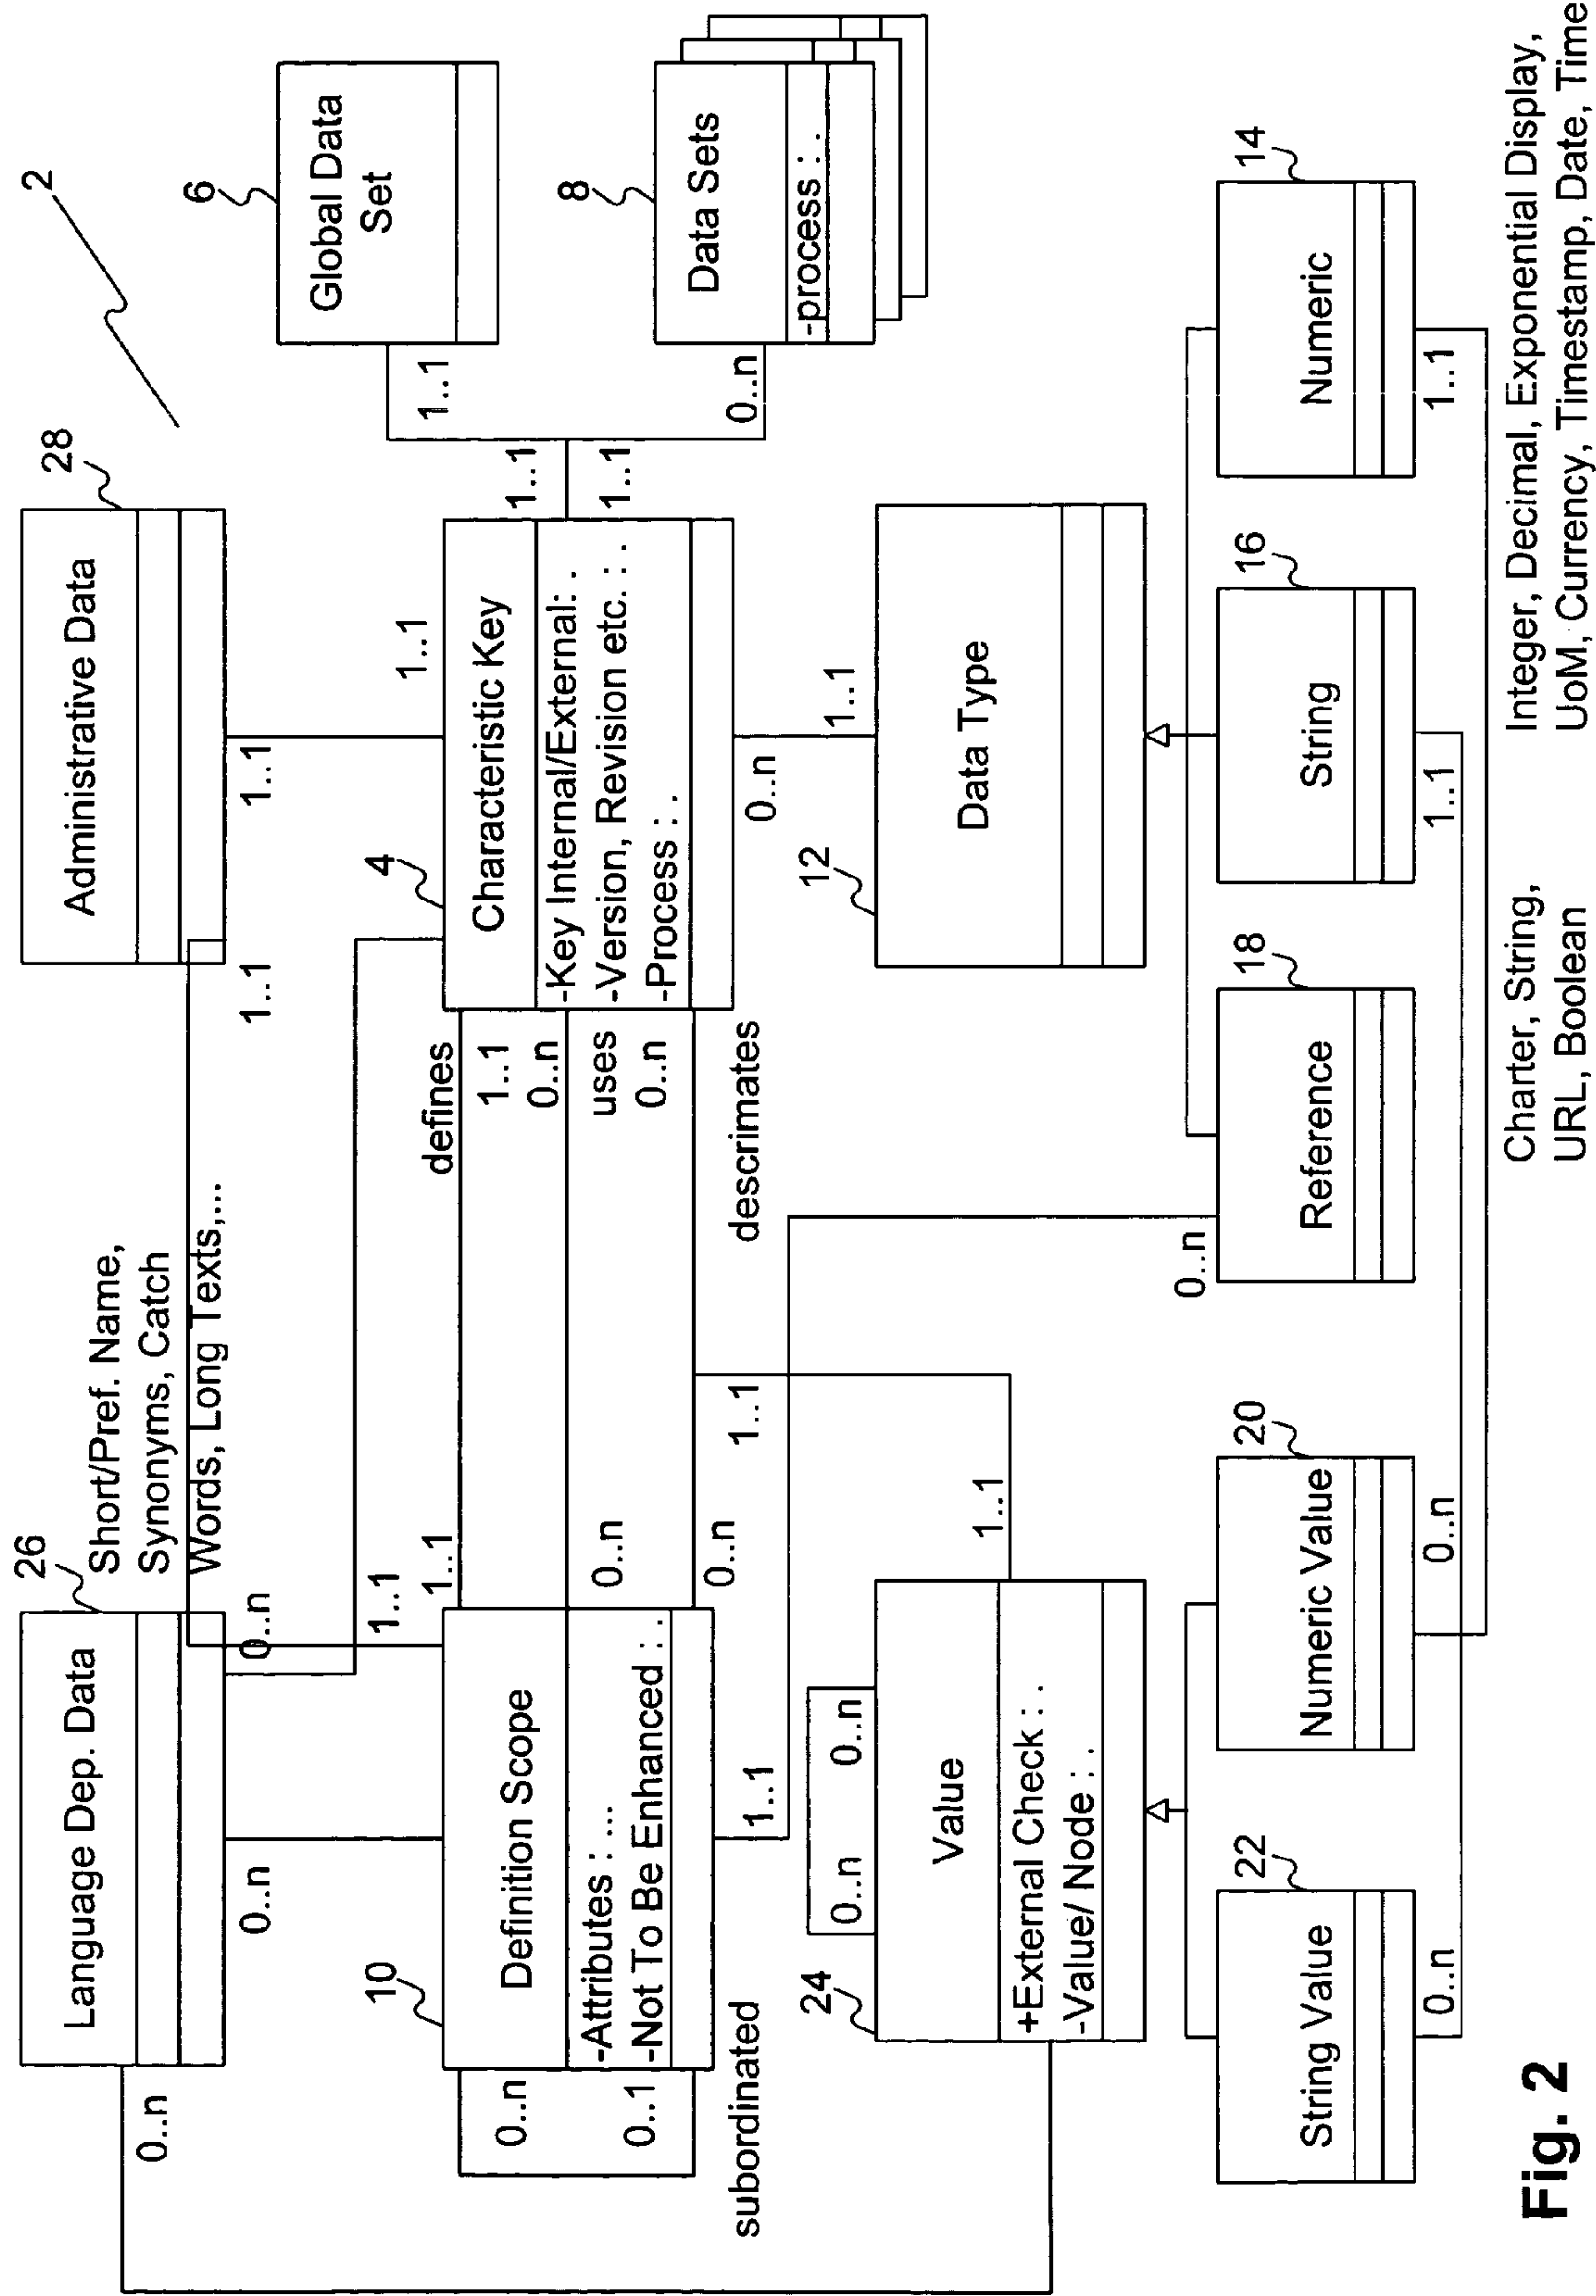 2
26
Short/Pref. Name,
Synonyms, Catch
Words, Long Texts,...
28
Language Dep. Data
Administrative Data
6
Global Data
Set
0..n
0..n
0..n
1..1
1..1
1..1
1..1
1..1
1..1
defines
1..1
0..n
uses
0..n
descrimates
4
Characteristic Key
-Key Internal/External: .
-Version, Revision etc. : .
-Process : .
1..1
1..1
1..1
0..n
8
Data Sets
-process : .
10
Definition Scope
-Attributes : ...
-Not To Be Enhanced : .
0..n
0..1
subordinated
0..n
0..n
1..1
1..1
1..1
0..n
1..1
12
Data Type
24
Value
+External Check : .
-Value/ Node : .
0..n
0..n
0..n
22
String Value
20
Numeric Value
18
Reference
16
String
14
Numeric
0..n
0..n
1..1
1..1
Charter, String,
URL, Boolean
Integer, Decimal, Exponential Display,
UoM, Currency, Timestamp, Date, Time
Fig. 2